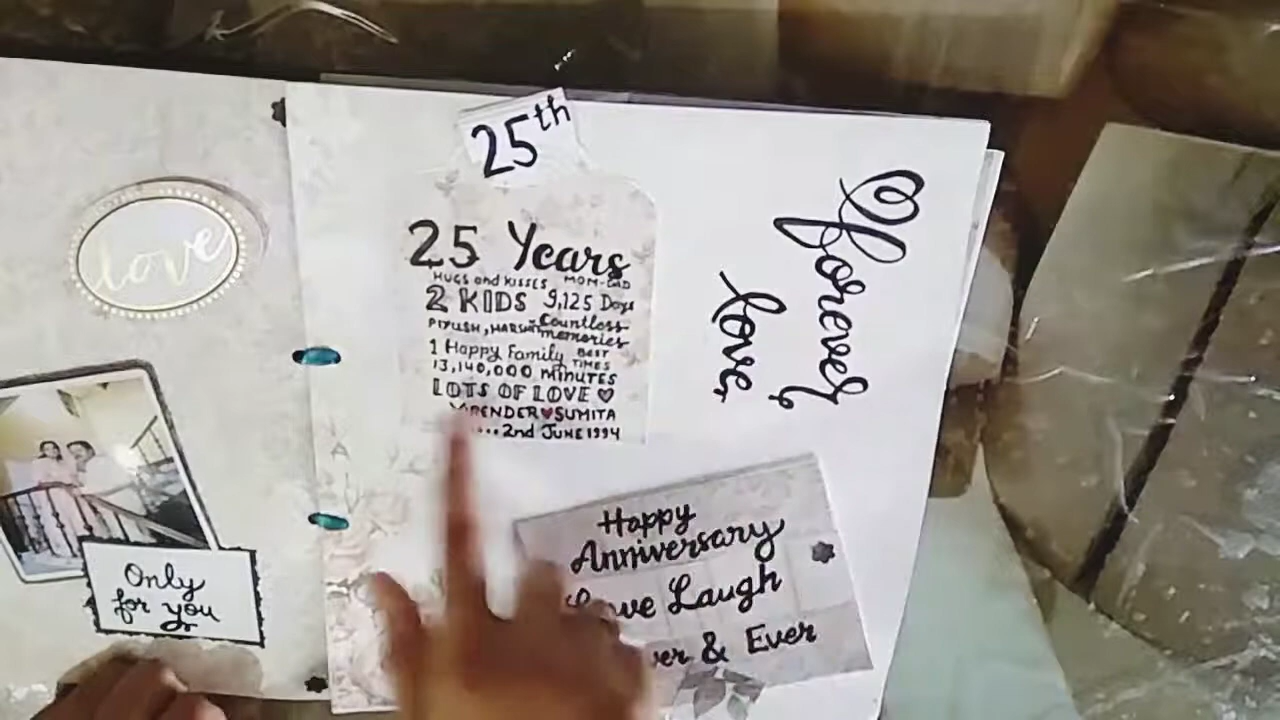 love
Only
for you
25th
25 Years
HUGS and KISSES MOM-DAD
2 KIDS 9,125 Days
PIYUSH, Countless
memories
1 Happy Family BEST
TIMES
13,140,000 minutes
LOTS OF LOVE ♡
SUMITA
...2nd JUNE 1994
Forever
love
Happy
Anniversary
Laugh
& Ever